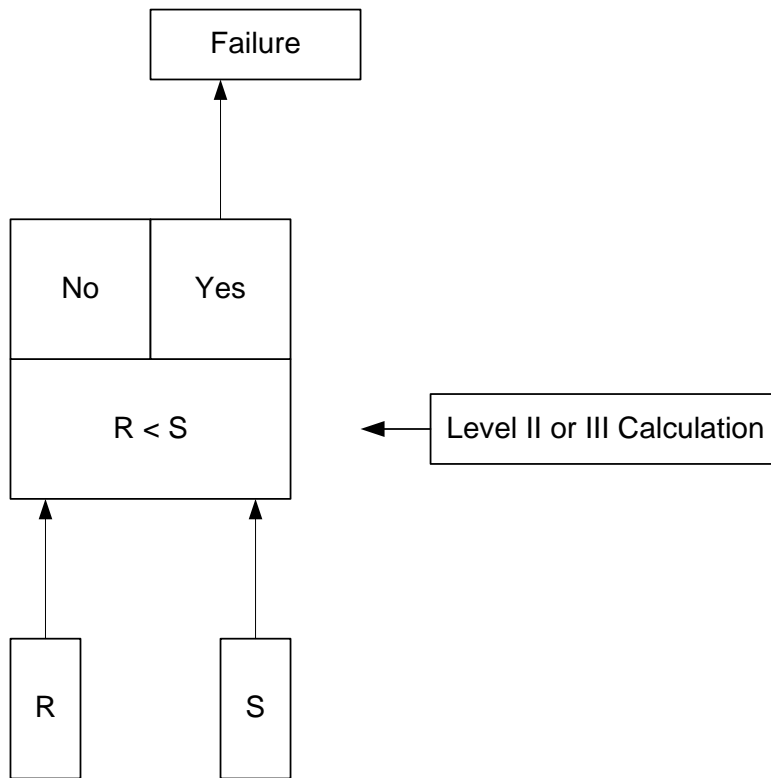 Failure
No
Yes
R < S
Level II or III Calculation
R
S